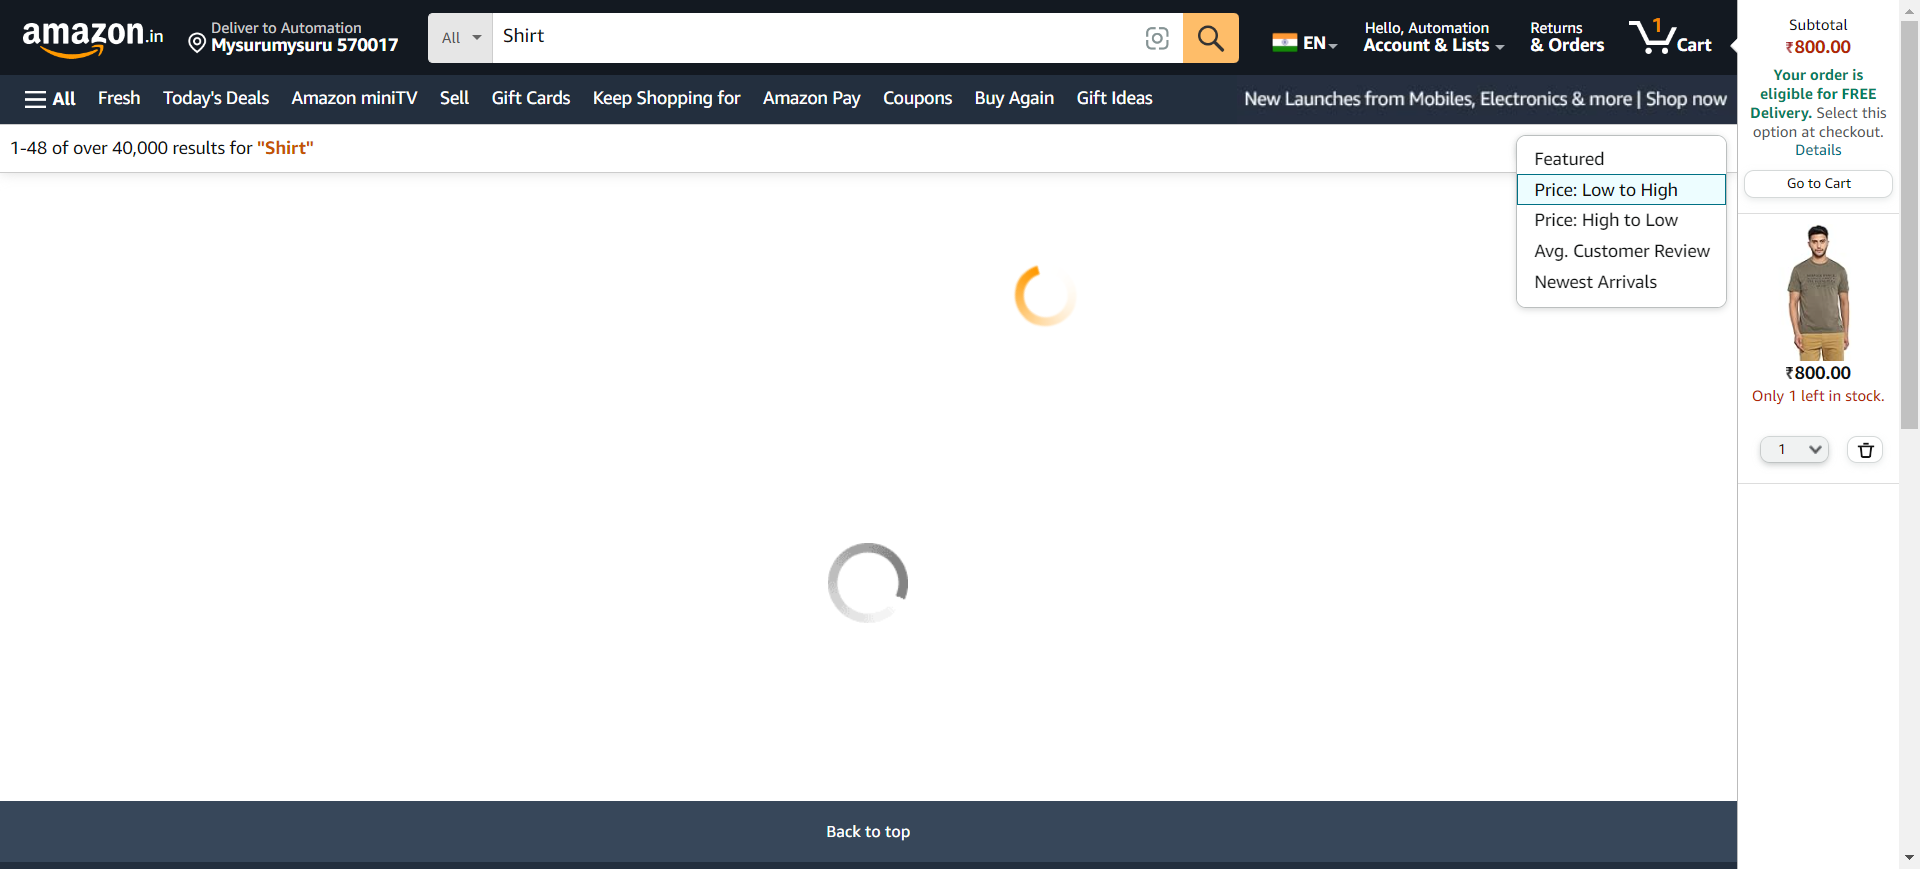 amazon.in
Deliver to Automation
Mysurumysuru 570017
All
Shirt
EN
Hello, Automation
Account & Lists
Returns
& Orders
1
Cart
All
Fresh
Today's Deals
Amazon miniTV
Sell
Gift Cards
Keep Shopping for
Amazon Pay
Coupons
Buy Again
Gift Ideas
New Launches from Mobiles, Electronics & more | Shop now
1-48 of over 40,000 results for "Shirt"
Featured
Price: Low to High
Price: High to Low
Avg. Customer Review
Newest Arrivals
Subtotal
₹800.00
Your order is
eligible for FREE
Delivery. Select this
option at checkout.
Details
Go to Cart
₹800.00
Only 1 left in stock.
1
Back to top